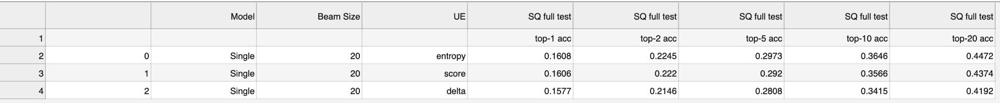 Model Beam Size UE SQ full test SQ full test SQ full test SQ full test SQ full test
1 top-1 acc top-2 acc top-5 acc top-10 acc top-20 acc
2 0 Single 20 entropy 0.1608 0.2245 0.2973 0.3646 0.4472
3 1 Single 20 score 0.1606 0.222 0.292 0.3566 0.4374
4 2 Single 20 delta 0.1577 0.2146 0.2808 0.3415 0.4192